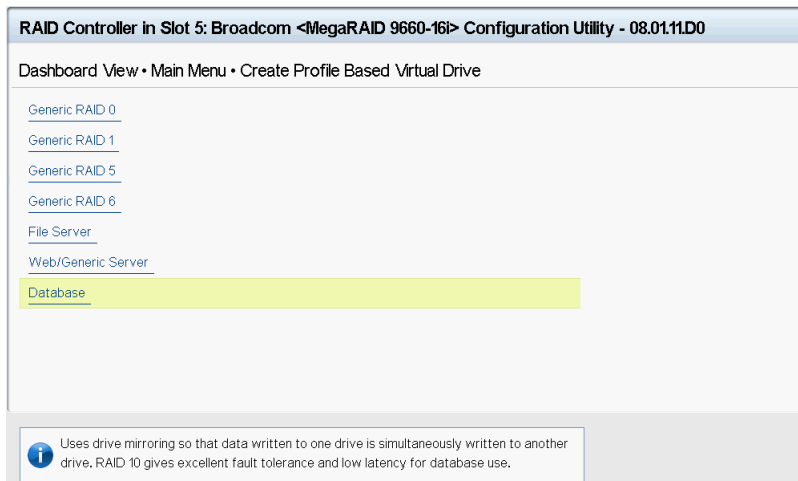 RAID Controller in Slot 5: Broadcom <MegaRAID 9660-16i> Configuration Utility - 08.01.11.D0
Dashboard View • Main Menu • Create Profile Based Virtual Drive
Generic RAID 0
Generic RAID 1
Generic RAID 5
Generic RAID 6
File Server
Web/Generic Server
Database
Uses drive mirroring so that data written to one drive is simultaneously written to another
drive. RAID 10 gives excellent fault tolerance and low latency for database use.